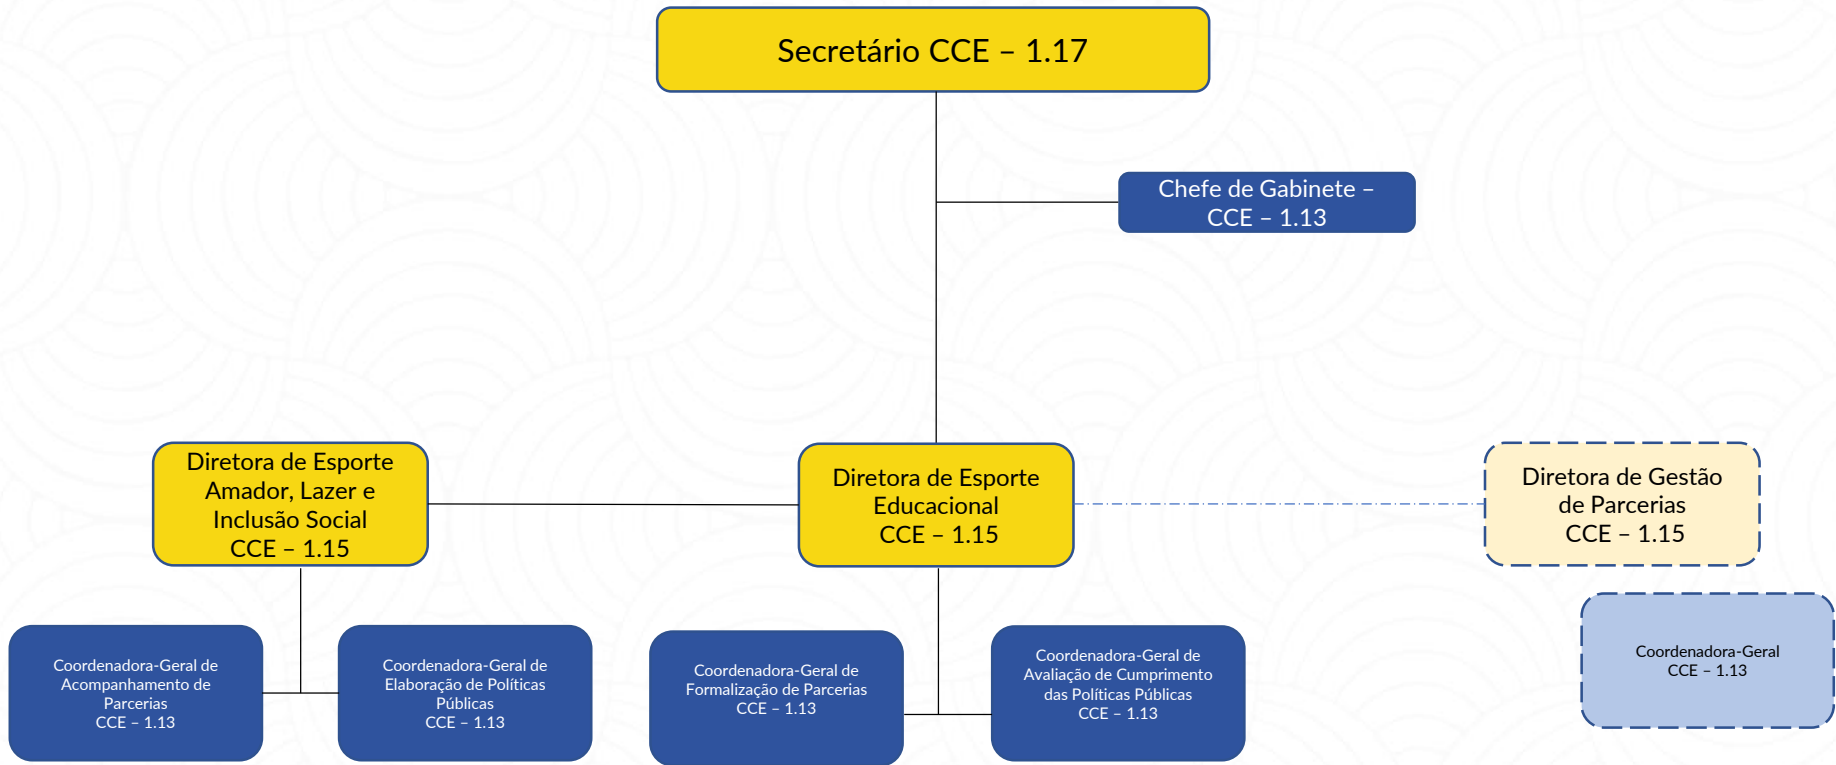 Secretário CCE – 1.17
Chefe de Gabinete –
CCE – 1.13
Diretora de Esporte
Amador, Lazer e
Inclusão Social
CCE – 1.15
Diretora de Esporte
Educacional
CCE – 1.15
Diretora de Gestão
de Parcerias
CCE – 1.15
Coordenadora-Geral de
Acompanhamento de
Parcerias
CCE – 1.13
Coordenadora-Geral de
Elaboração de Políticas
Públicas
CCE – 1.13
Coordenadora-Geral de
Formalização de Parcerias
CCE – 1.13
Coordenadora-Geral de
Avaliação de Cumprimento
das Políticas Públicas
CCE – 1.13
Coordenadora-Geral
CCE – 1.13